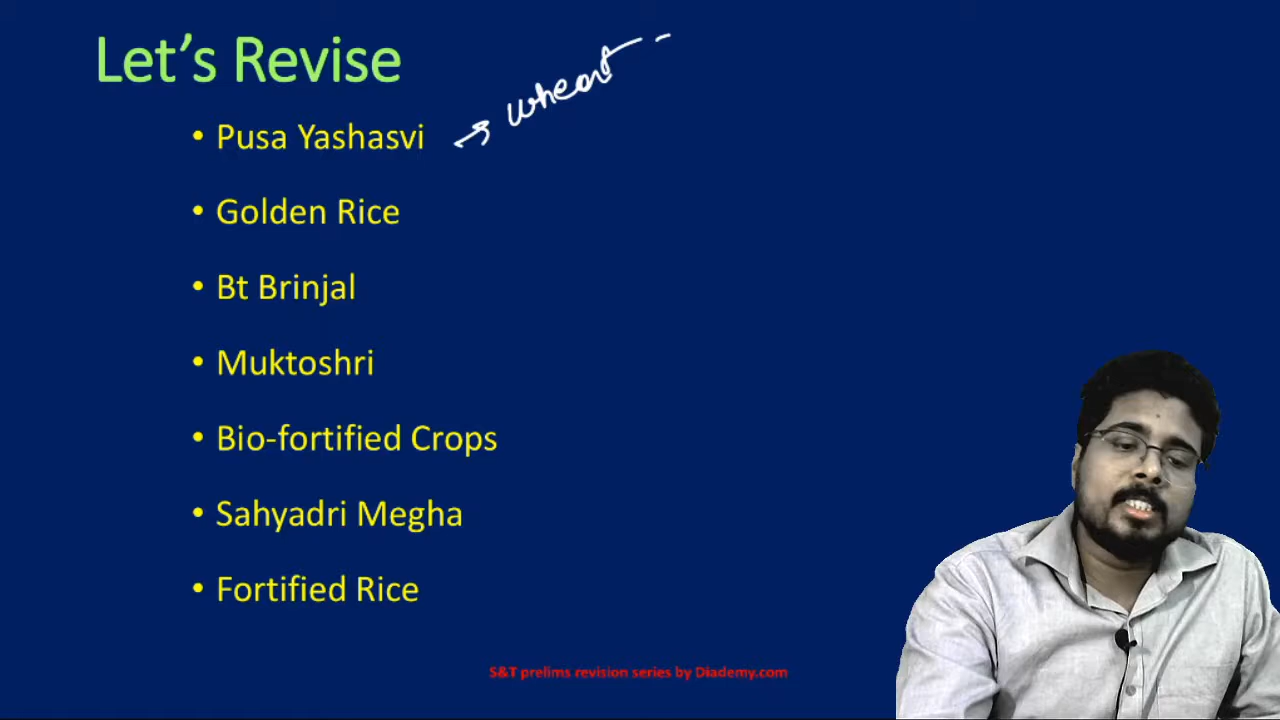 Let's Revise
wheat
• Pusa Yashasvi
• Golden Rice
• Bt Brinjal
• Muktoshri
• Bio-fortified Crops
• Sahyadri Megha
• Fortified Rice
S&T prelims revision series by Diademy.com